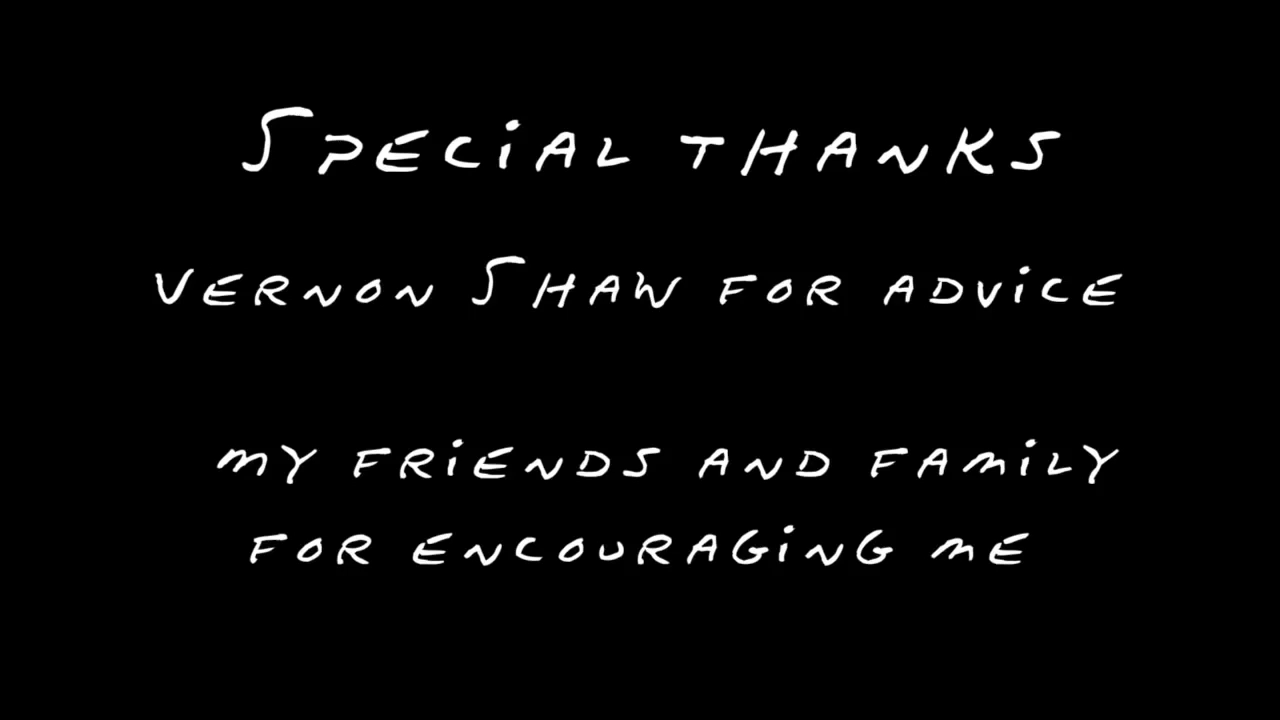 SPECIAL THANKS
VERNON SHAW FOR ADVICE
MY FRIENDS AND FAMILY
FOR ENCOURAGING ME